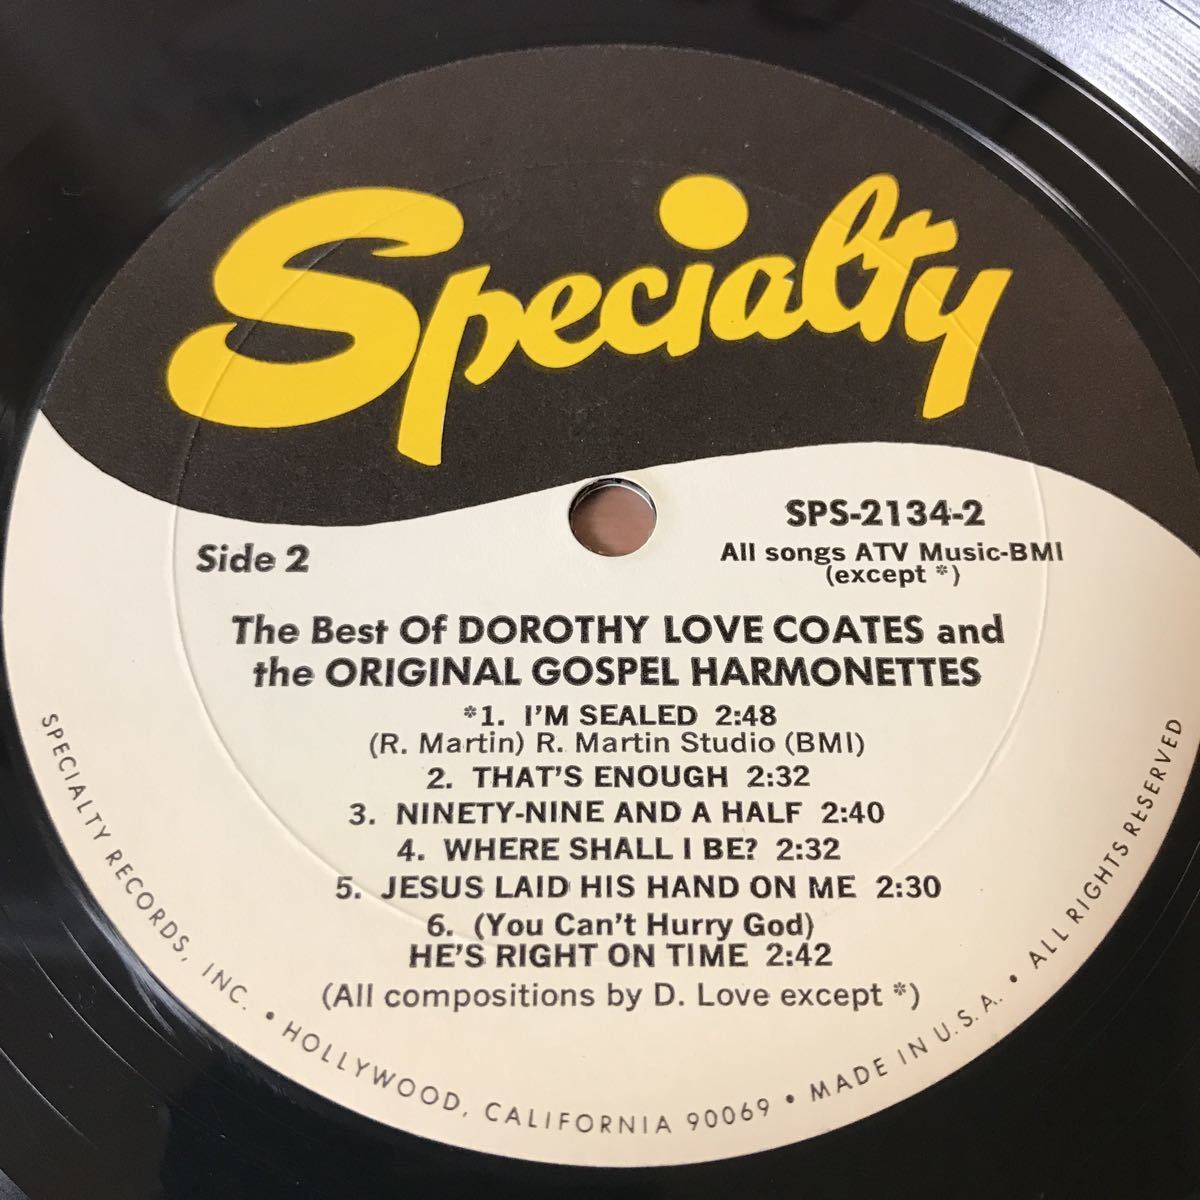 Specialty
SPS-2134-2
Side 2
All songs ATV Music-BMI
(except *)
The Best Of DOROTHY LOVE COATES and
the ORIGINAL GOSPEL HARMONETTES
*1. I'M SEALED 2:48
(R. Martin) R. Martin Studio (BMI)
2. THAT'S ENOUGH 2:32
3. NINETY-NINE AND A HALF 2:40
4. WHERE SHALL I BE? 2:32
5. JESUS LAID HIS HAND ON ME 2:30
6. (You Can't Hurry God)
HE'S RIGHT ON TIME 2:42
(All compositions by D. Love except *)
SPECIALTY RECORDS, INC. • HOLLYWOOD, CALIFORNIA 90069 • MADE IN U.S.A. • ALL RIGHTS RESERVED